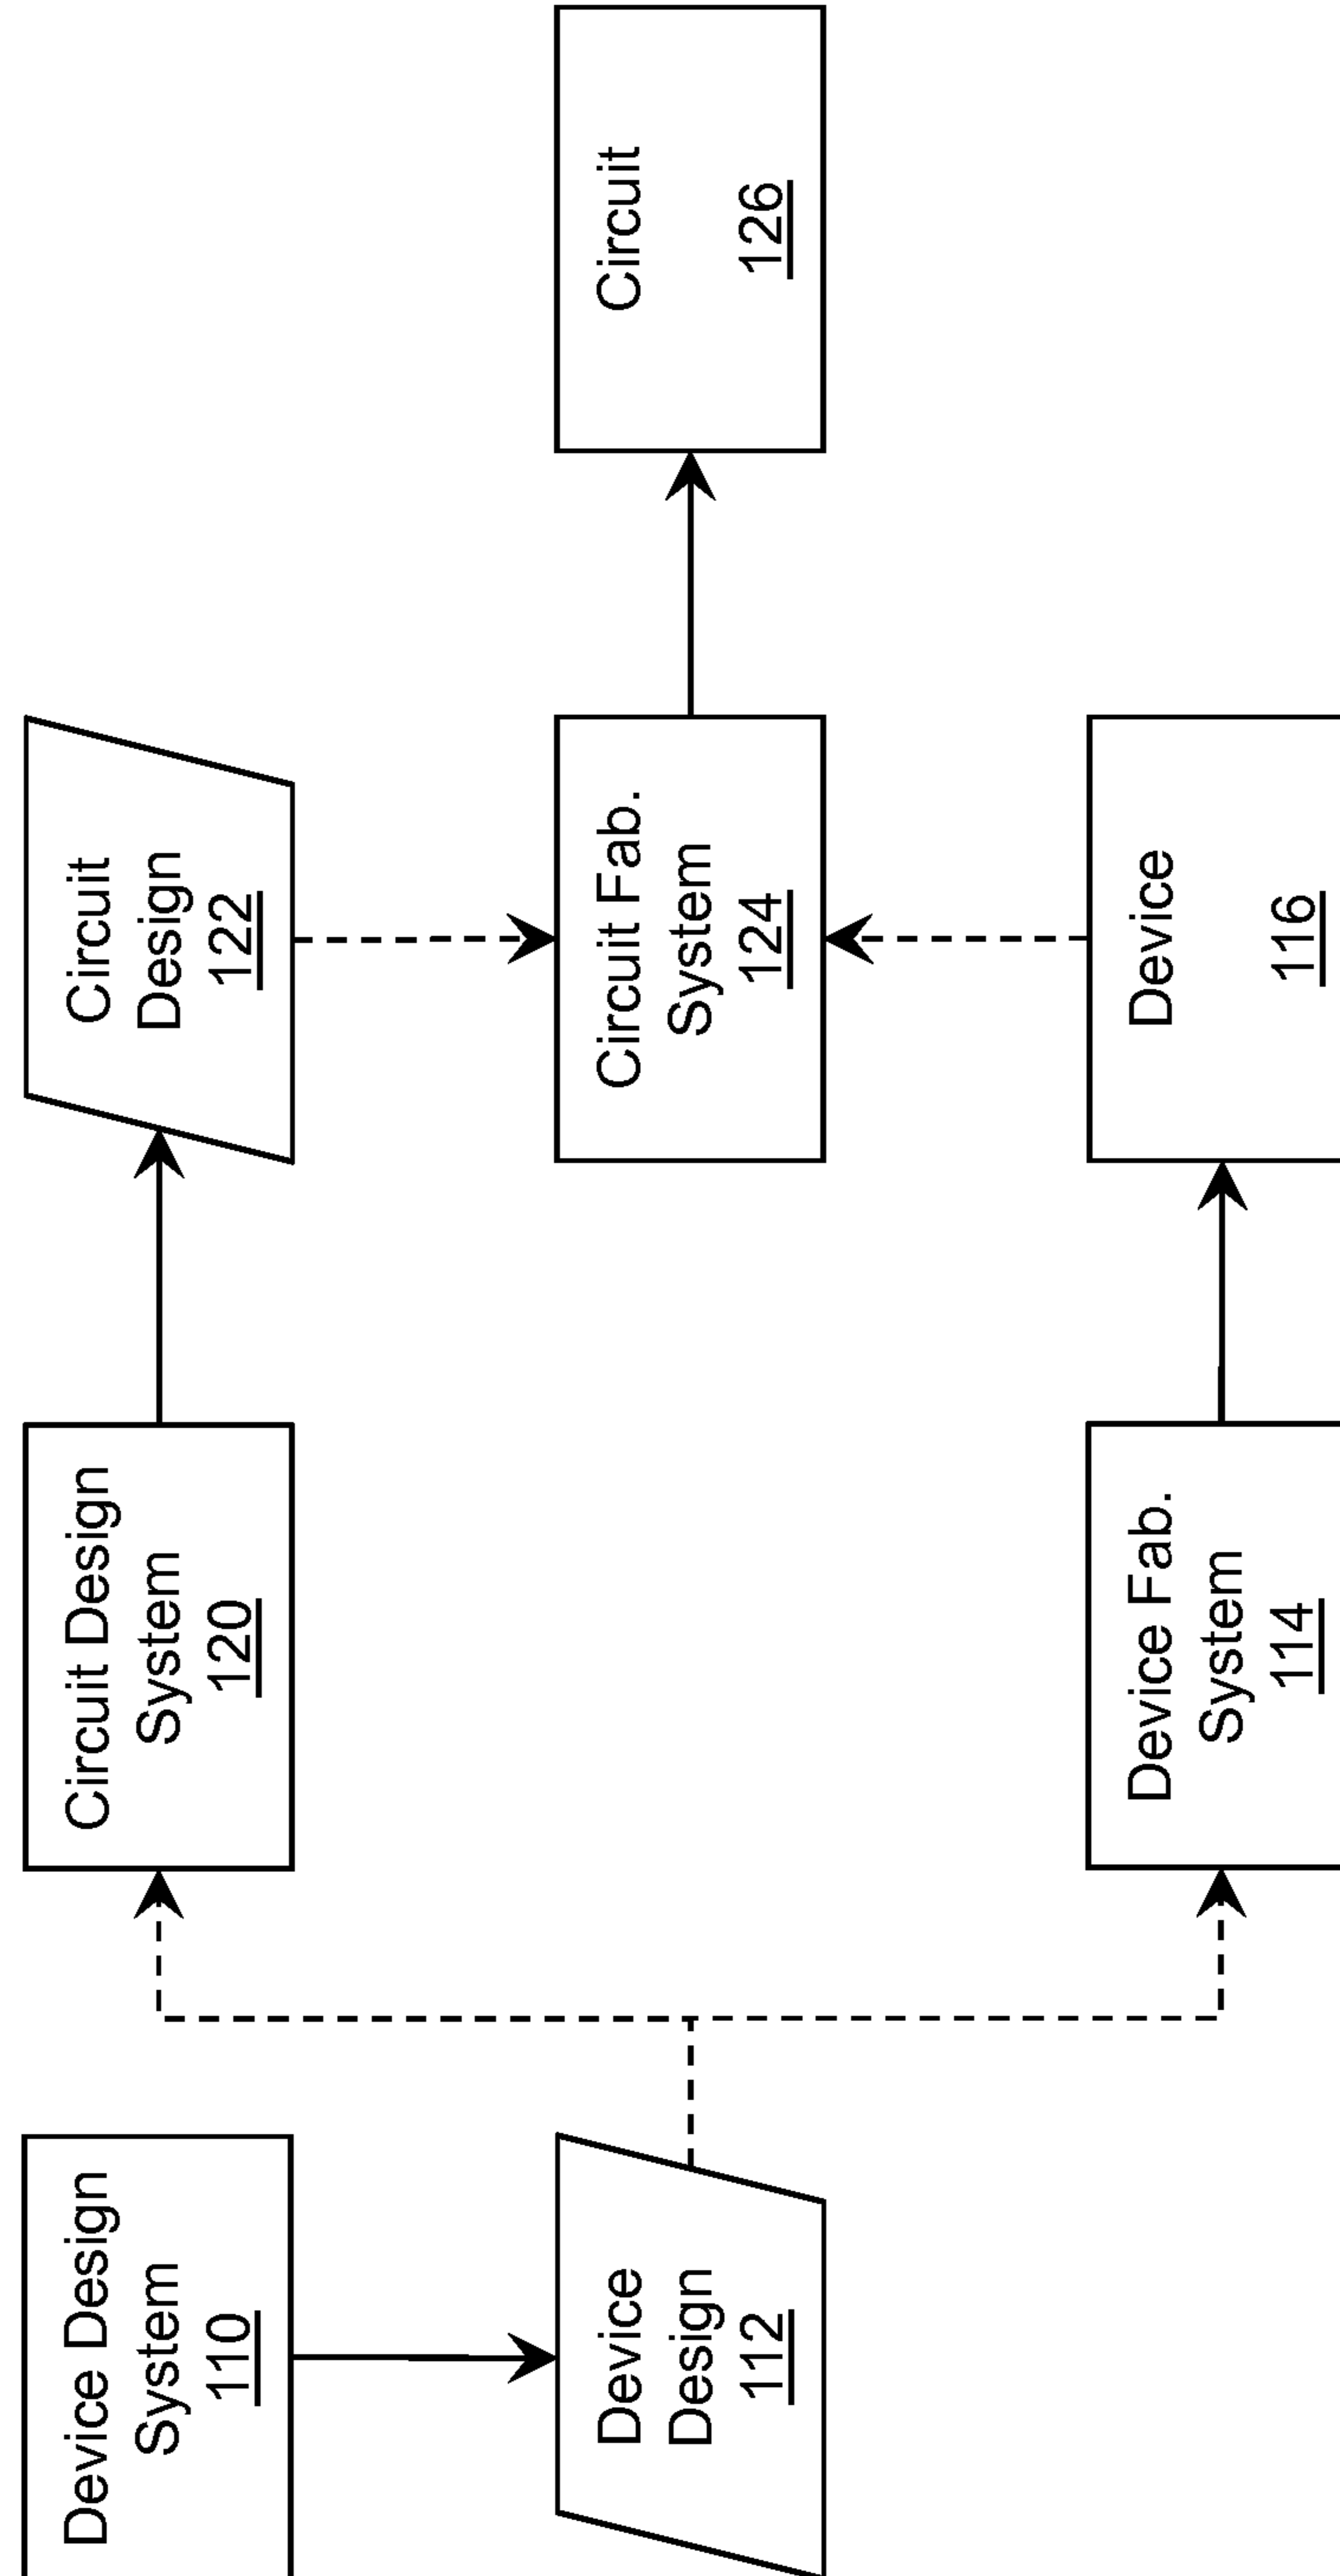 Device Design
System
110
Device
Design
112
Circuit Design
System
120
Device Fab.
System
114
Circuit
Design
122
Circuit Fab.
System
124
Device
116
Circuit
126